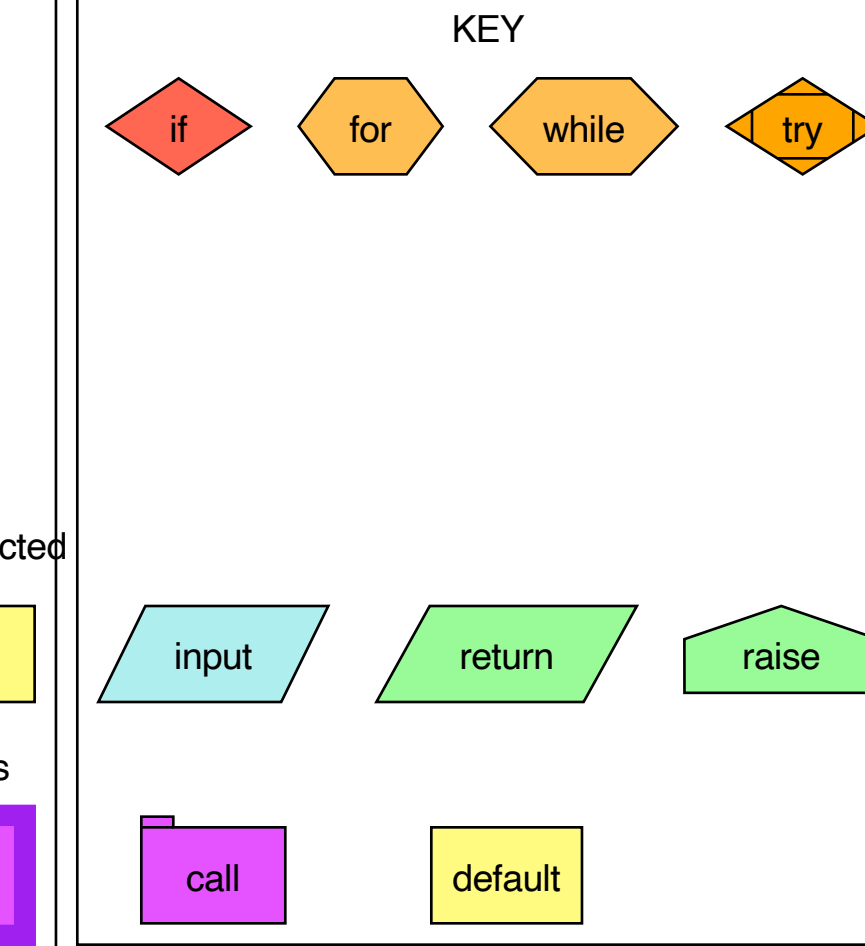 KEY
if for while try
cted
input return raise
s
call default